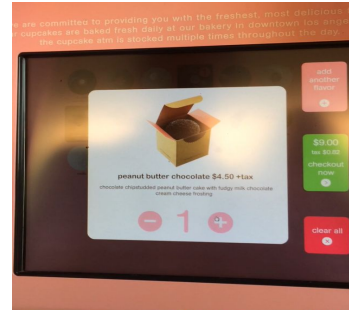 e are committed to providing you with the freshest, most delicious
r cupcakes are baked fresh daily at our bakery in downtown los ange
the cupcake atm is stocked multiple times throughout the day.
add
another
flavor
peanut butter chocolate $4.50 +tax
chocolate chip studded peanut butter cake with fudgy milk chocolate
cream cheese frosting
1
$9.00
tax $0.80
checkout
now
clear all